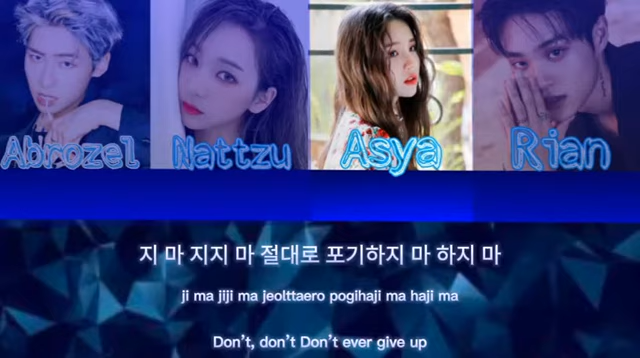 Abrozel Nattzu Asya Rian
지 마 지지 마 절대로 포기하지 마 하지 마
ji ma jiji ma jeolttaero pogihaji ma haji ma
Don't, don't Don't ever give up